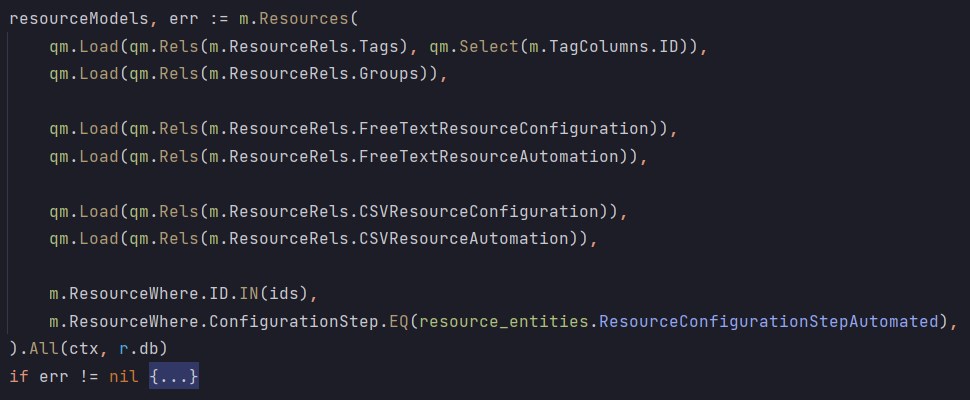 resourceModels, err := m.Resources(
    qm.Load(qm.Rels(m.ResourceRels.Tags), qm.Select(m.TagColumns.ID)),
    qm.Load(qm.Rels(m.ResourceRels.Groups)),

    qm.Load(qm.Rels(m.ResourceRels.FreeTextResourceConfiguration)),
    qm.Load(qm.Rels(m.ResourceRels.FreeTextResourceAutomation)),

    qm.Load(qm.Rels(m.ResourceRels.CSVResourceConfiguration)),
    qm.Load(qm.Rels(m.ResourceRels.CSVResourceAutomation)),

    m.ResourceWhere.ID.IN(ids),
    m.ResourceWhere.ConfigurationStep.EQ(resource_entities.ResourceConfigurationStepAutomated),
).All(ctx, r.db)
if err != nil {...}